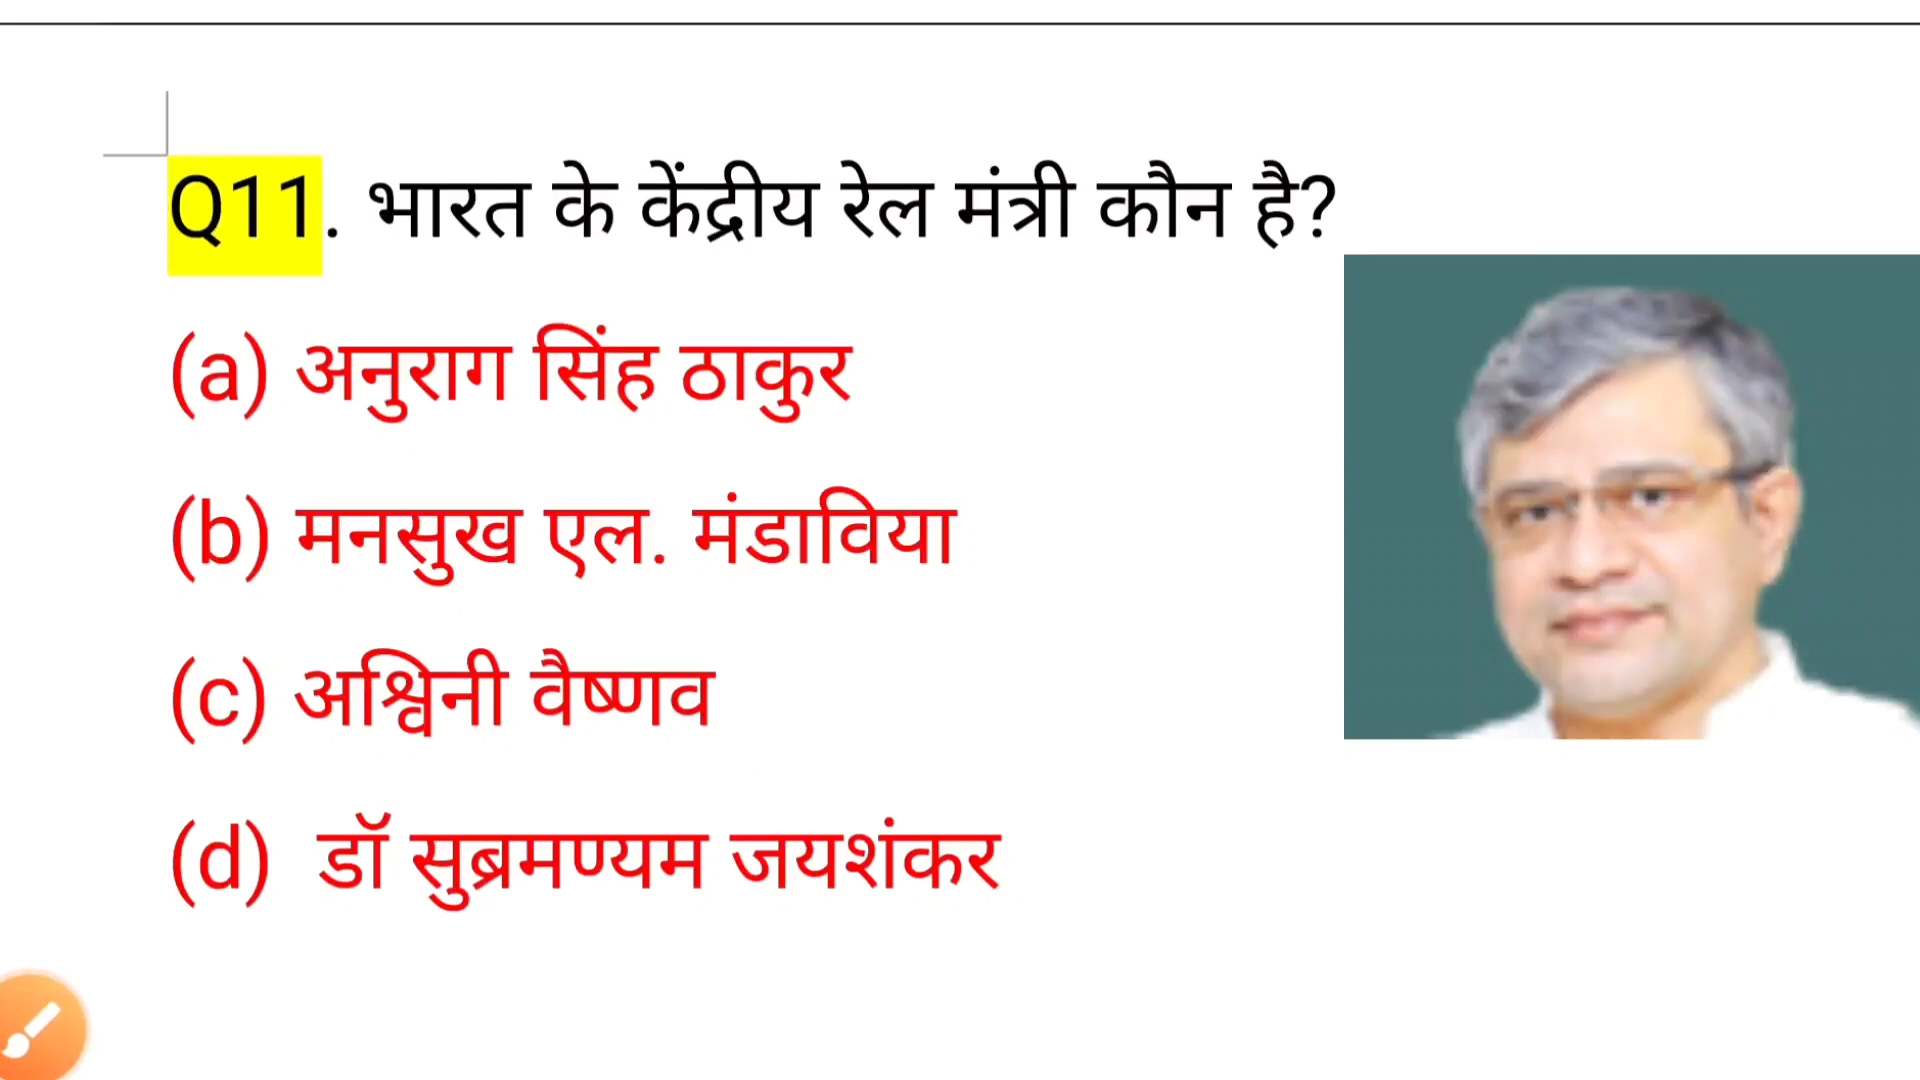 Q11. भारत के केंद्रीय रेल मंत्री कौन है?
(a) अनुराग सिंह ठाकुर
(b) मनसुख एल. मंडाविया
(c) अश्विनी वैष्णव
(d) डॉ सुब्रमण्यम जयशंकर